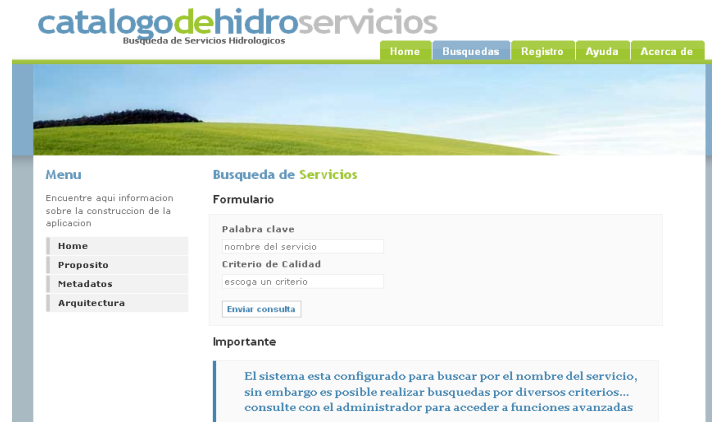 catalogodehidroservicios
Busqueda de Servicios Hidrologicos
Home Busquedas Registro Ayuda Acerca de
Menu
Encuentre aqui informacion
sobre la construccion de la
aplicacion
Home
Proposito
Metadatos
Arquitectura
Busqueda de Servicios
Formulario
Palabra clave
nombre del servicio
Criterio de Calidad
escoga un criterio
Enviar consulta
Importante
El sistema esta configurado para buscar por el nombre del servicio,
sin embargo es posible realizar busquedas por diversos criterios...
consulte con el administrador para acceder a funciones avanzadas